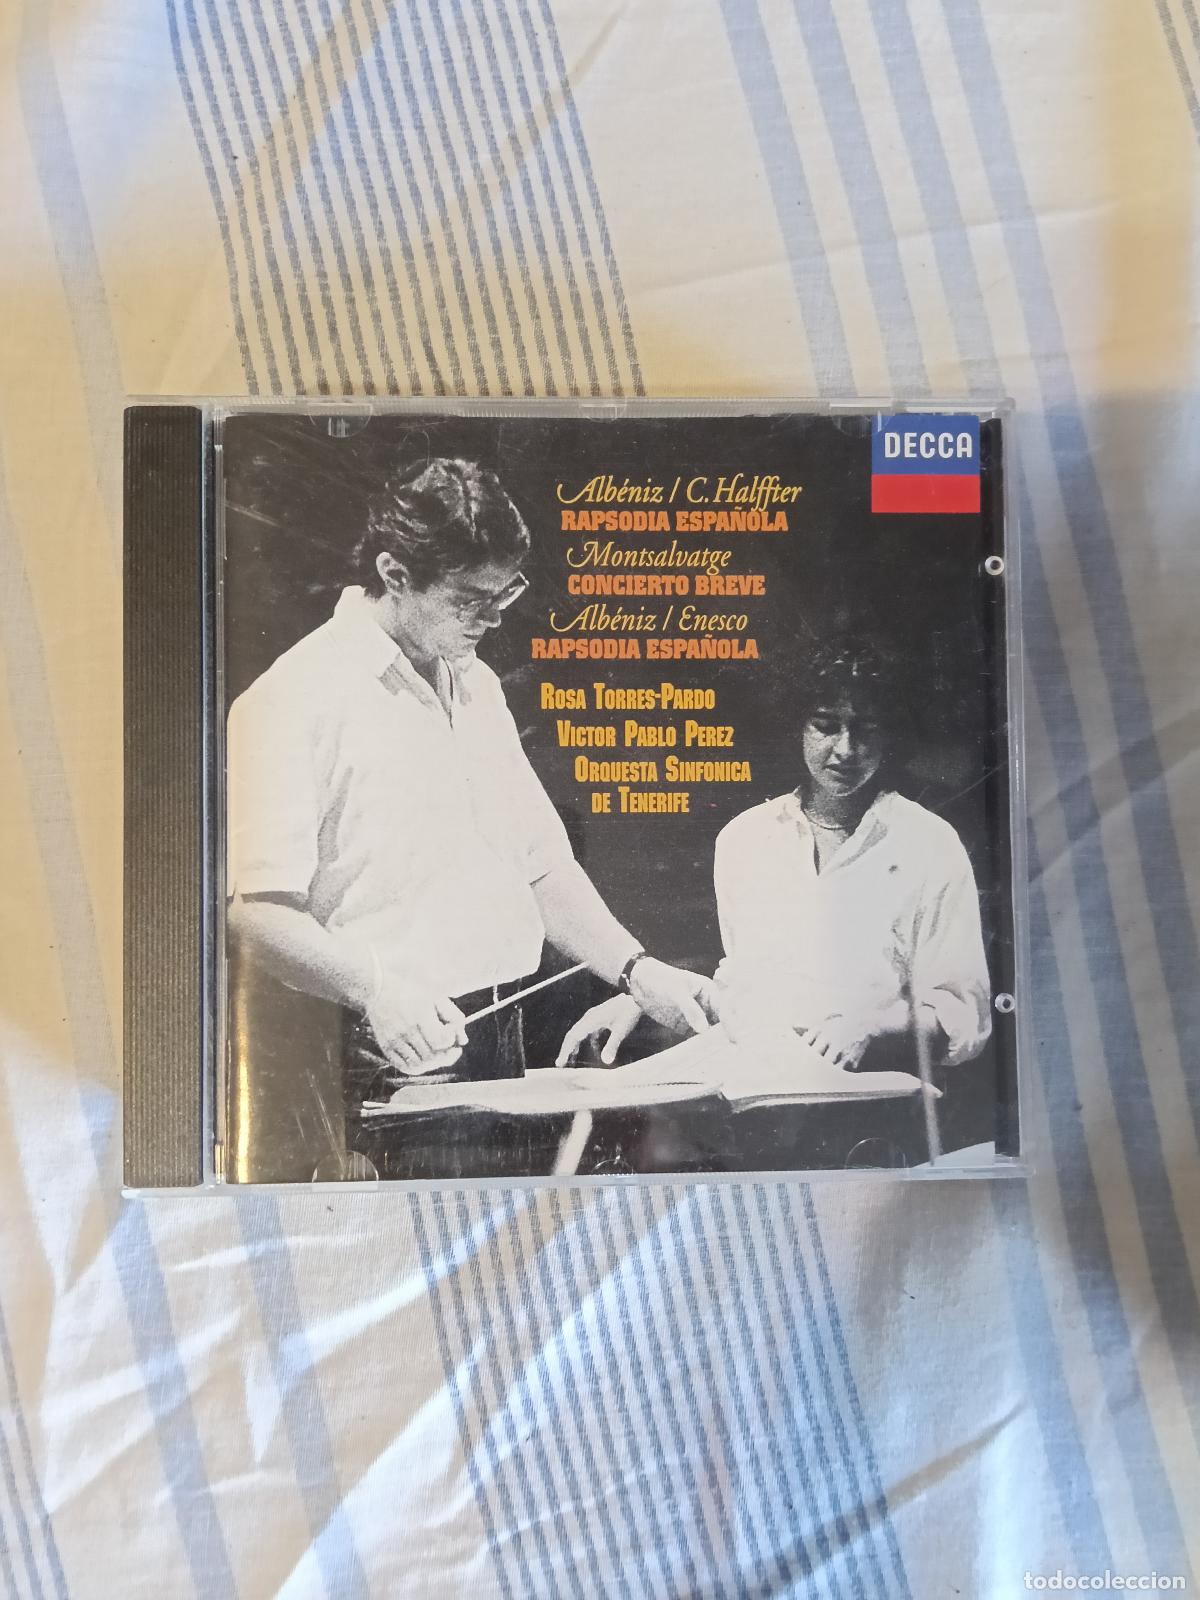 DECCA
Albéniz / C. Halffter
RAPSODIA ESPAÑOLA
Montsalvatge
CONCIERTO BREVE
Albéniz / Enesco
RAPSODIA ESPAÑOLA
ROSA TORRES-PARDO
VICTOR PABLO PEREZ
ORQUESTA SINFONICA
DE TENERIFE
todocoleccion